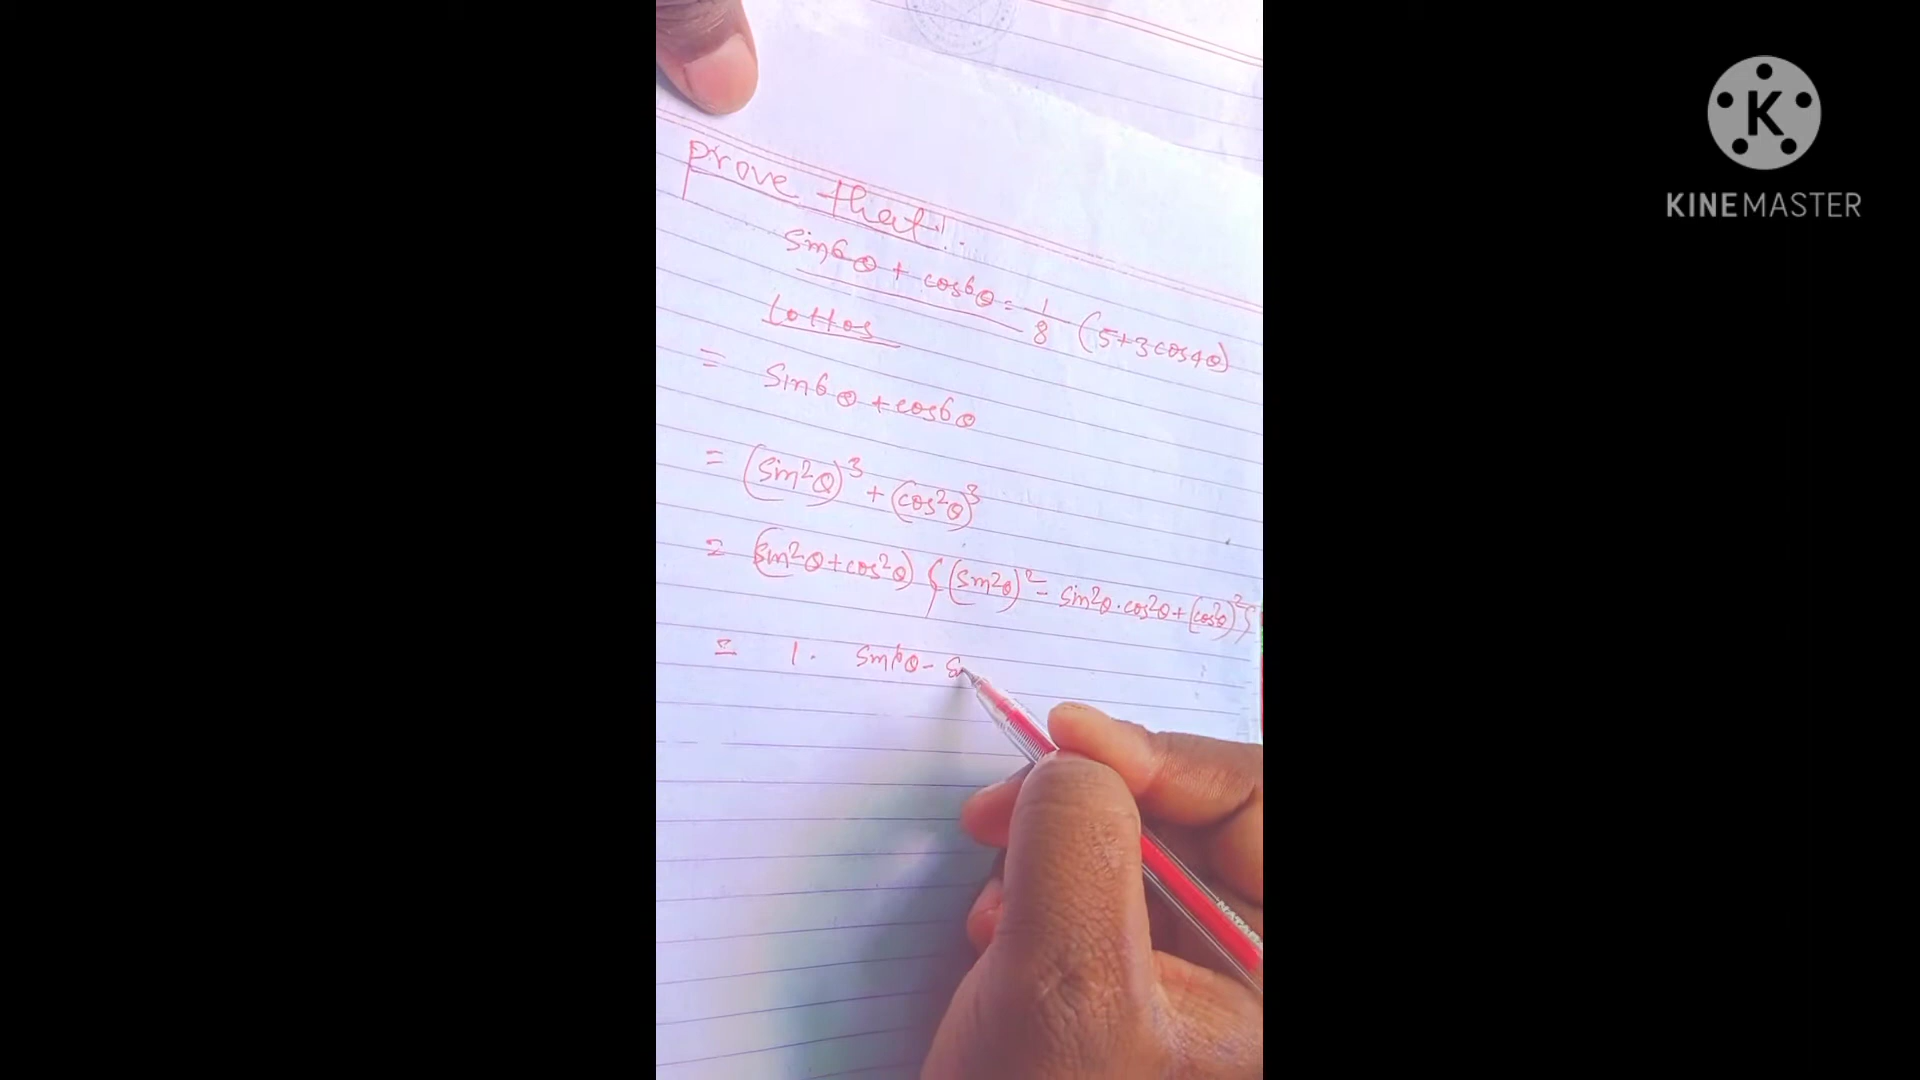 prove that:
sin6θ + cos6θ = 1/8 (5+3cos4θ)
= sin6θ + cos6θ
= (sin²θ)³ + (cos²θ)³
= (sin²θ + cos²θ) {(sin²θ)² - sin²θ.cos²θ + (cos²θ)²}
= 1.
K
KINEMASTER